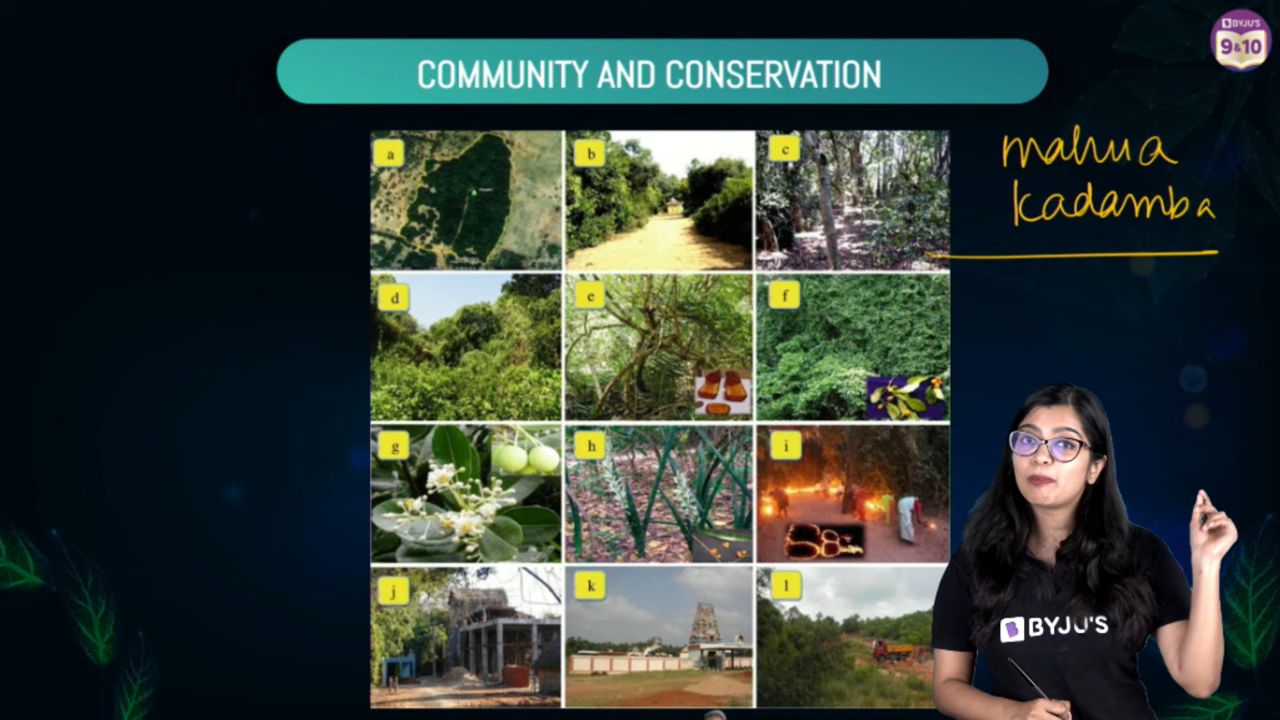 BYJU'S
9&10
COMMUNITY AND CONSERVATION
mahua
kadamba
a
b
c
d
e
f
g
h
i
j
k
l
BYJU'S